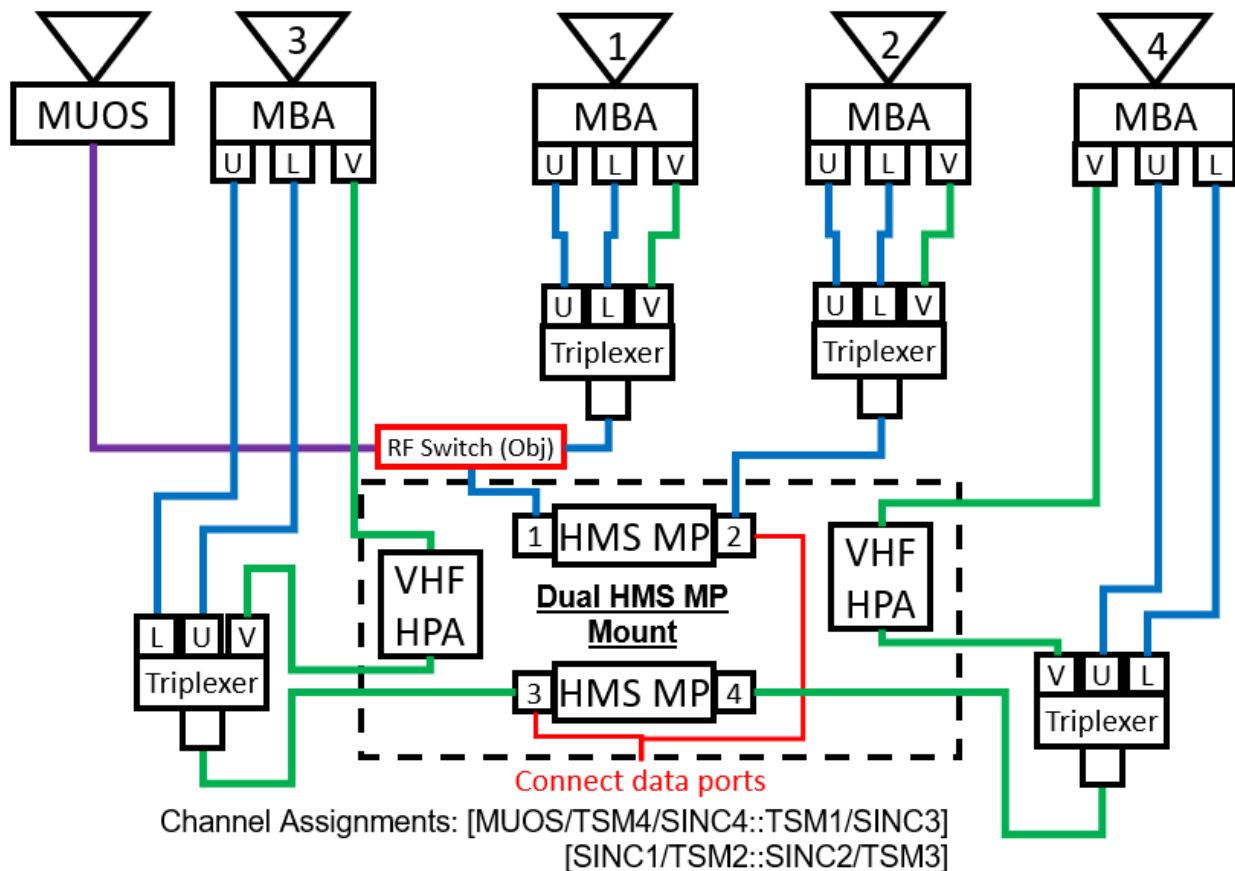 3
1
2
4
MUOS
MBA
MBA
MBA
MBA
U L V
U L V
U L V
V U L
U L V
Triplexer
U L V
Triplexer
RF Switch (Obj)
1 HMS MP 2
VHF
HPA
VHF
HPA
Dual HMS MP
Mount
L U V
Triplexer
3 HMS MP 4
V U L
Triplexer
Connect data ports
Channel Assignments: [MUOS/TSM4/SINC4::TSM1/SINC3]
[SINC1/TSM2::SINC2/TSM3]